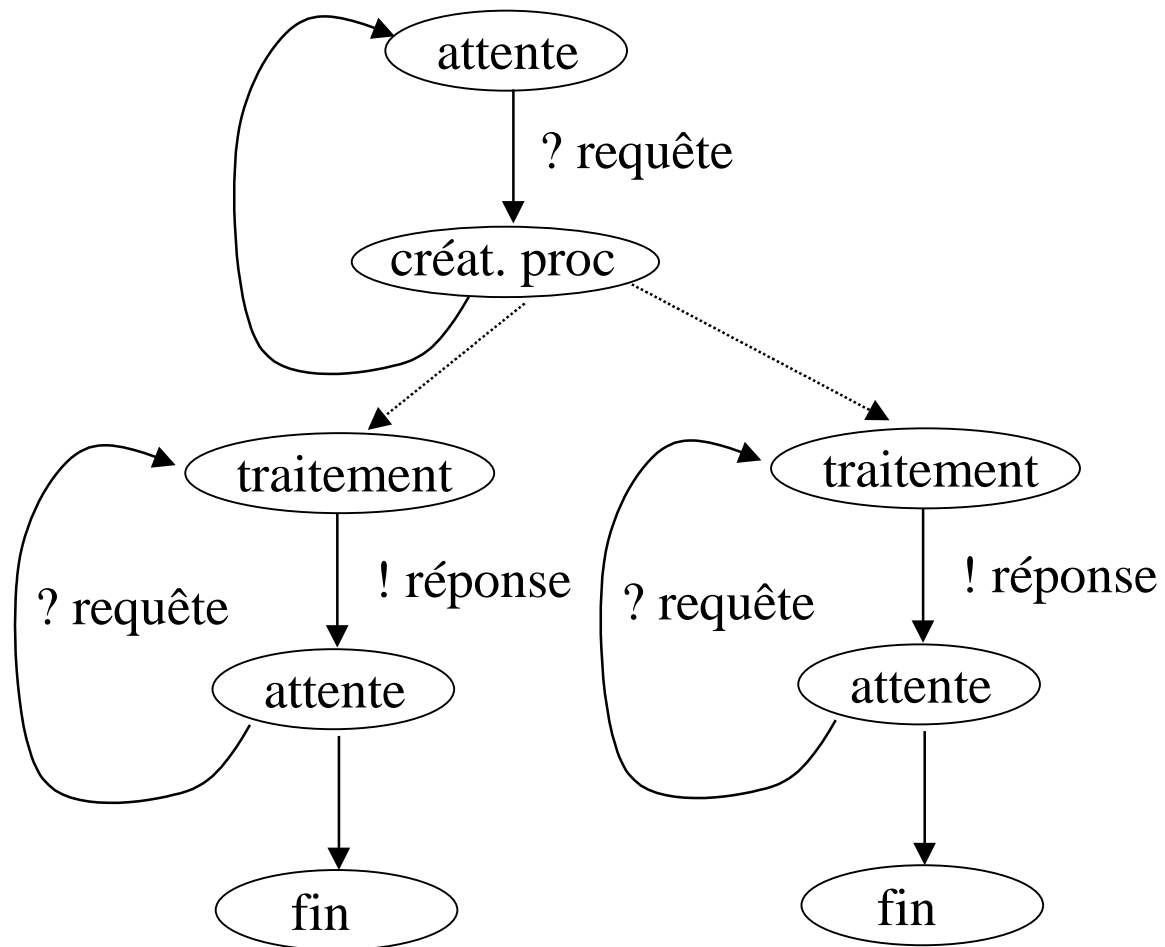 attente
? requête
créat. proc
traitement
traitement
! réponse
! réponse
? requête
? requête
attente
attente
fin
fin